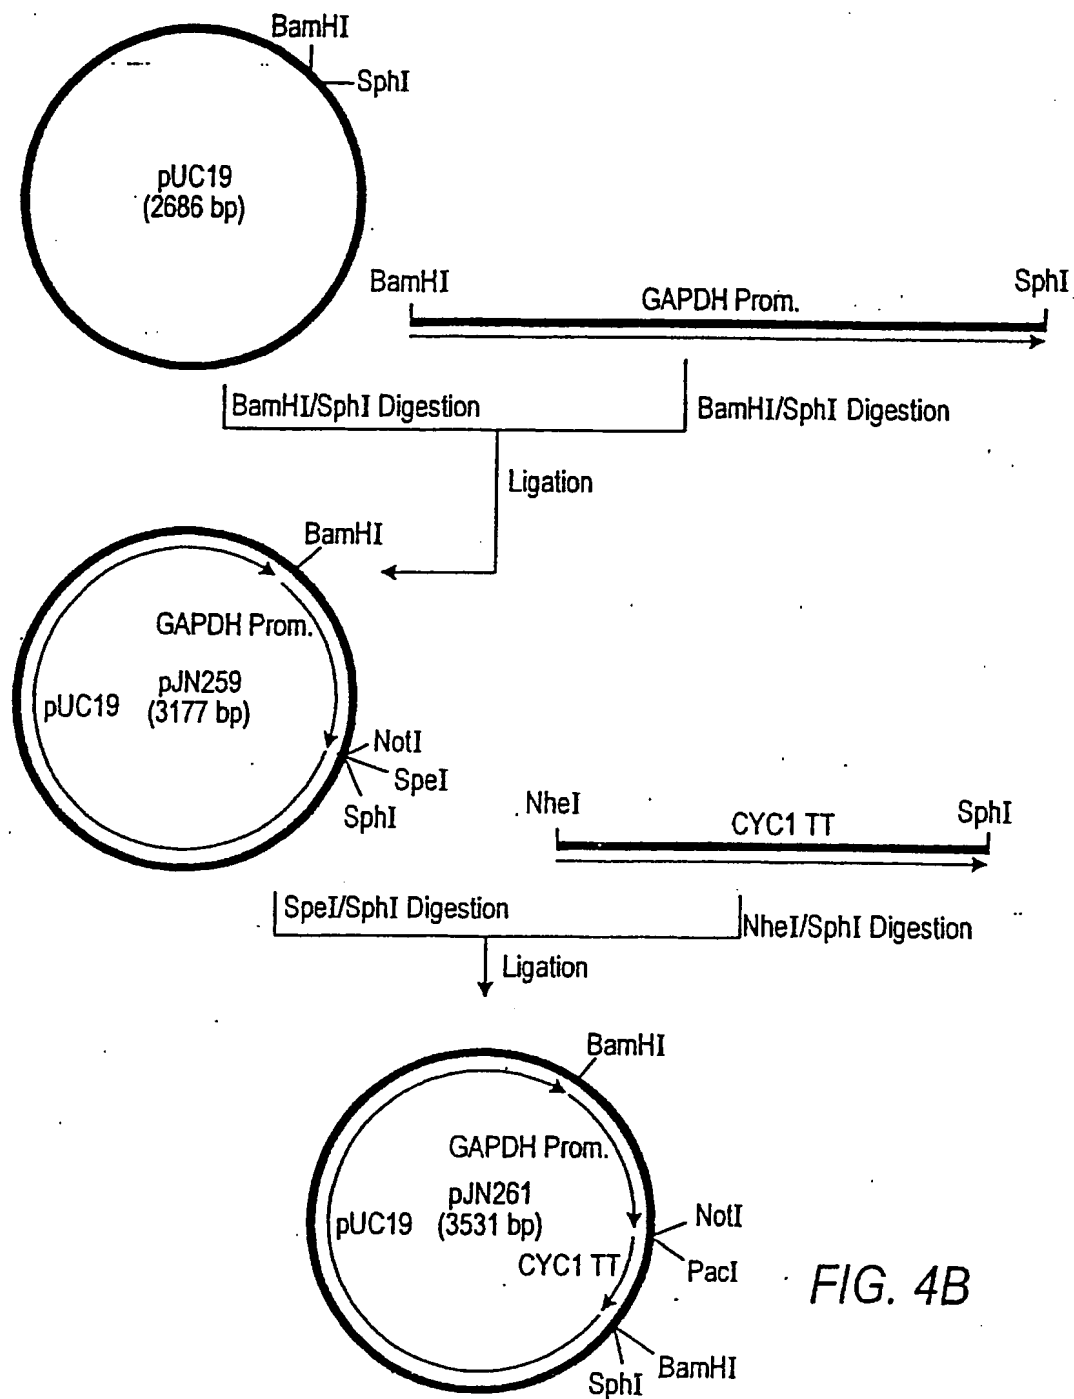 BamHI
SphI
pUC19
(2686 bp)
BamHI
GAPDH Prom.
SphI
BamHI/SphI Digestion
BamHI/SphI Digestion
Ligation
BamHI
GAPDH Prom.
pUC19
pJN259
(3177 bp)
NotI
SpeI
SphI
NheI
CYC1 TT
SphI
SpeI/SphI Digestion
NheI/SphI Digestion
Ligation
BamHI
GAPDH Prom.
pUC19
pJN261
(3531 bp)
NotI
PacI
CYC1 TT
BamHI
SphI
FIG. 4B